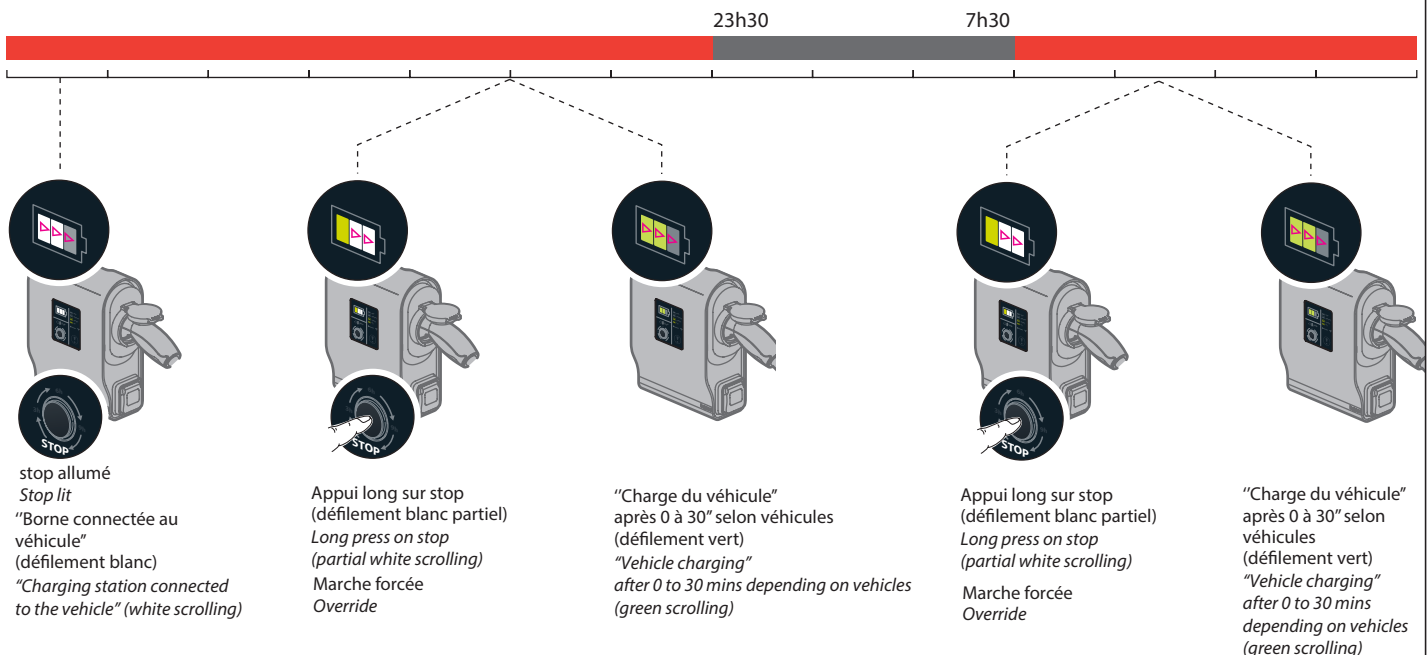 23h30
7h30
STOP
stop allumé
Stop lit
"Borne connectée au
véhicule"
(défilement blanc)
“Charging station connected
to the vehicle” (white scrolling)
STOP
Appui long sur stop
(défilement blanc partiel)
Long press on stop
(partial white scrolling)
Marche forcée
Override
"Charge du véhicule"
après 0 à 30" selon véhicules
(défilement vert)
“Vehicle charging”
after 0 to 30 mins depending on vehicles
(green scrolling)
STOP
Appui long sur stop
(défilement blanc partiel)
Long press on stop
(partial white scrolling)
Marche forcée
Override
"Charge du véhicule"
après 0 à 30" selon
véhicules
(défilement vert)
“Vehicle charging”
after 0 to 30 mins
depending on vehicles
(green scrolling)